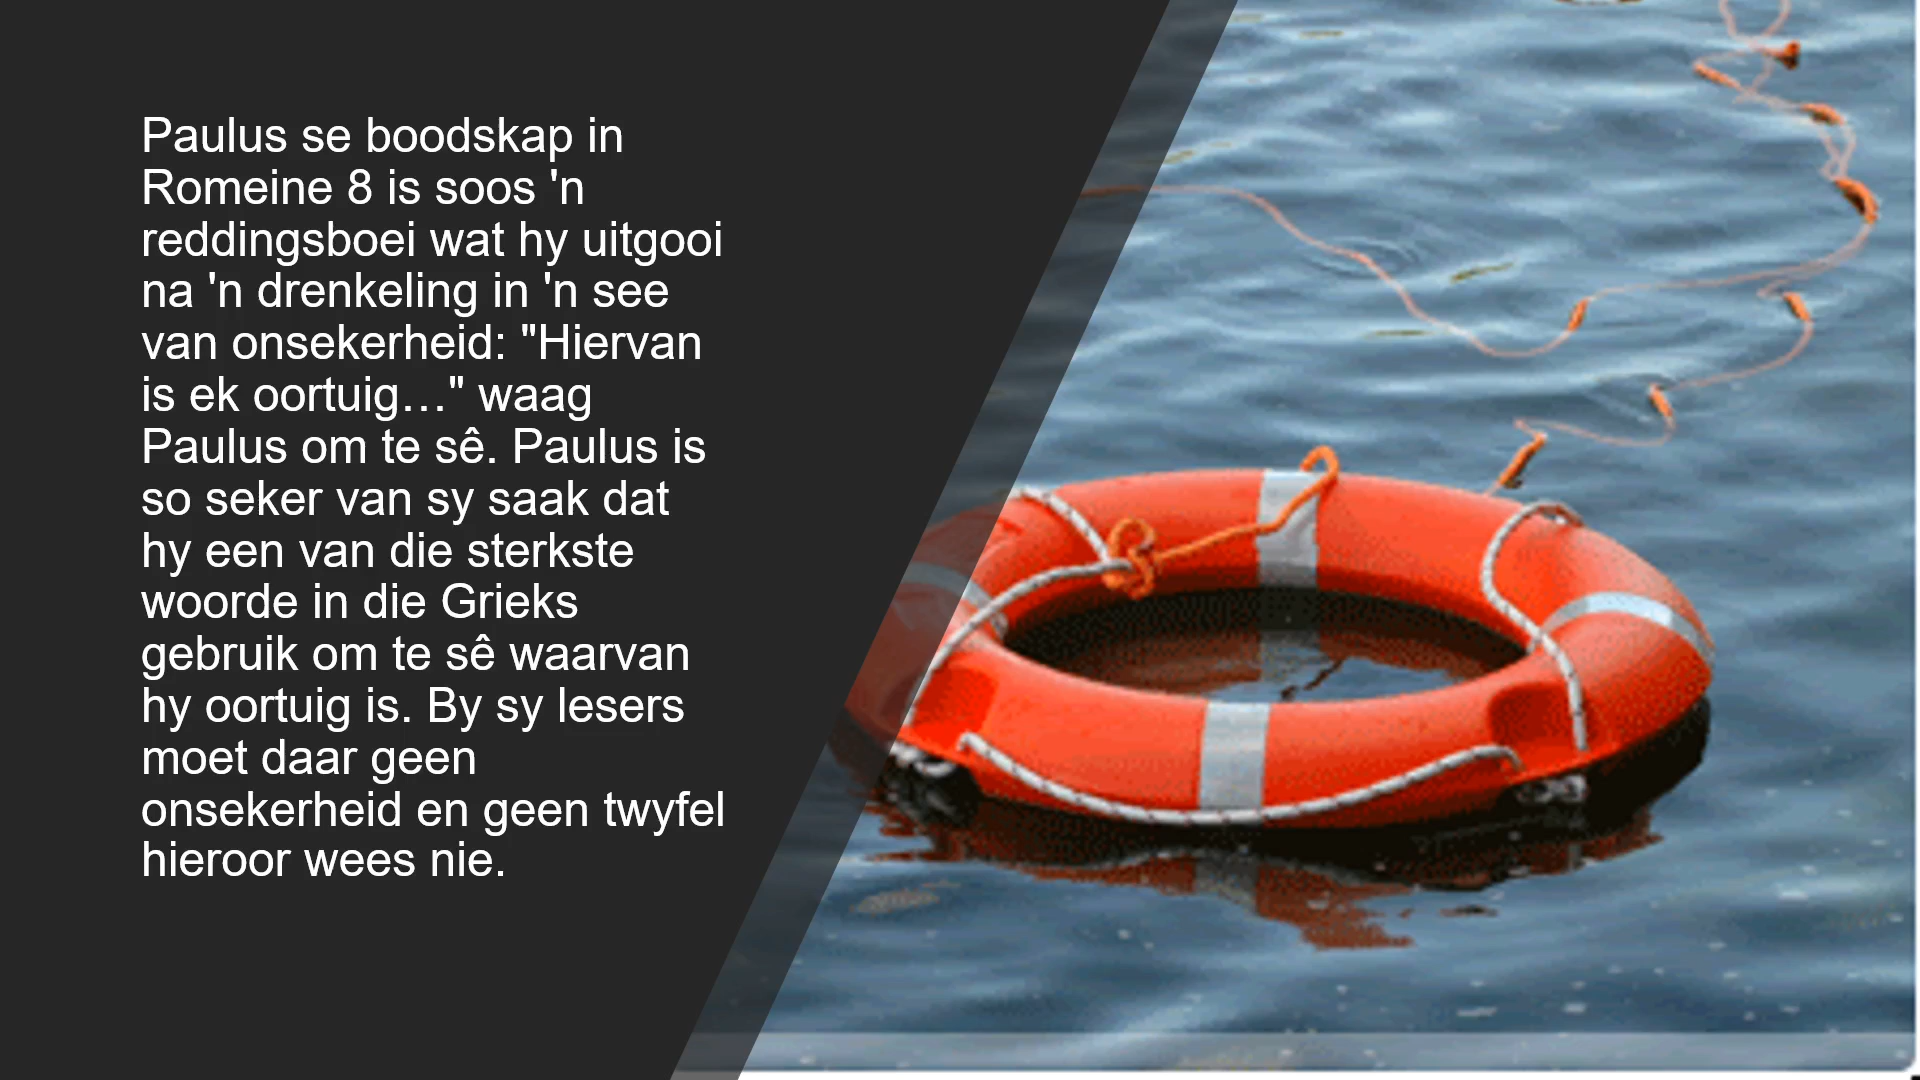 Paulus se boodskap in
Romeine 8 is soos 'n
reddingsboei wat hy uitgooi
na 'n drenkeling in 'n see
van onsekerheid: "Hiervan
is ek oortuig…" waag
Paulus om te sê. Paulus is
so seker van sy saak dat
hy een van die sterkste
woorde in die Grieks
gebruik om te sê waarvan
hy oortuig is. By sy lesers
moet daar geen
onsekerheid en geen twyfel
hieroor wees nie.